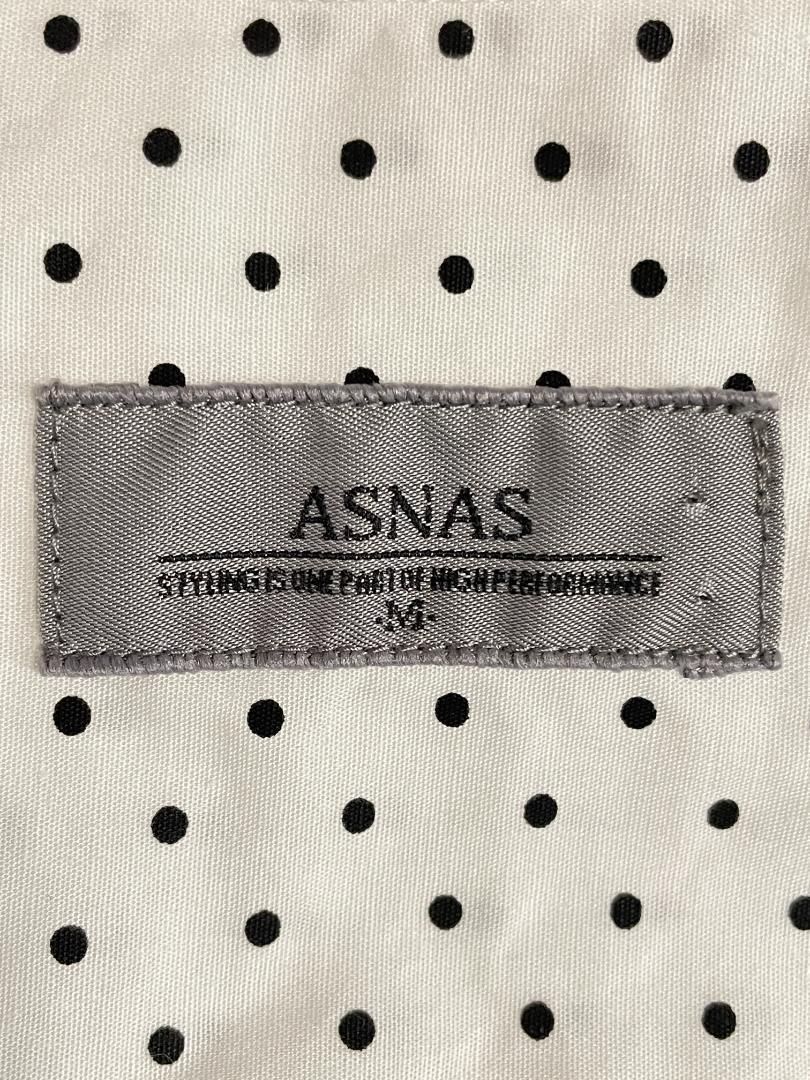 ASNAS
STYLING IS ONE PART OF HIGH PERFORMANCE
·M·